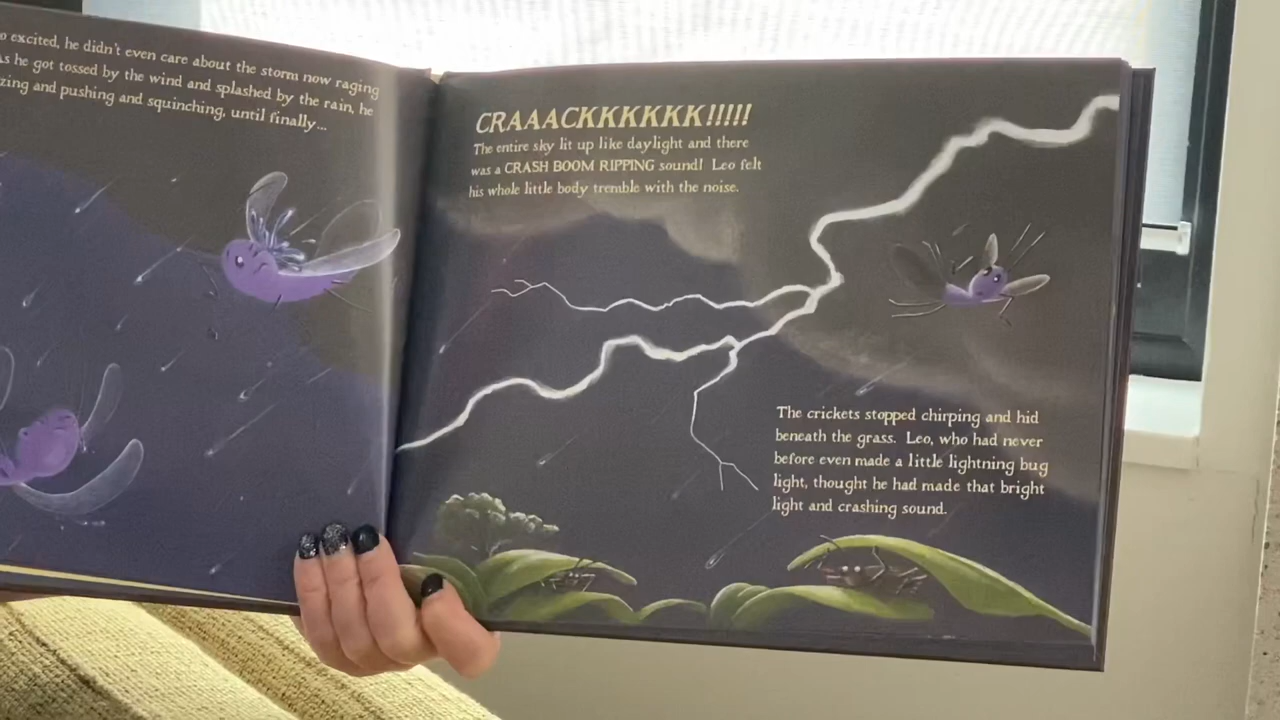 o excited, he didn't even care about the storm now raging
s he got tossed by the wind and splashed by the rain, he
zing and pushing and squinching, until finally...
CRAAACKKKKKK!!!!!
The entire sky lit up like daylight and there
was a CRASH BOOM RIPPING sound! Leo felt
his whole little body tremble with the noise.
The crickets stopped chirping and hid
beneath the grass. Leo, who had never
before even made a little lightning bug
light, thought he had made that bright
light and crashing sound.